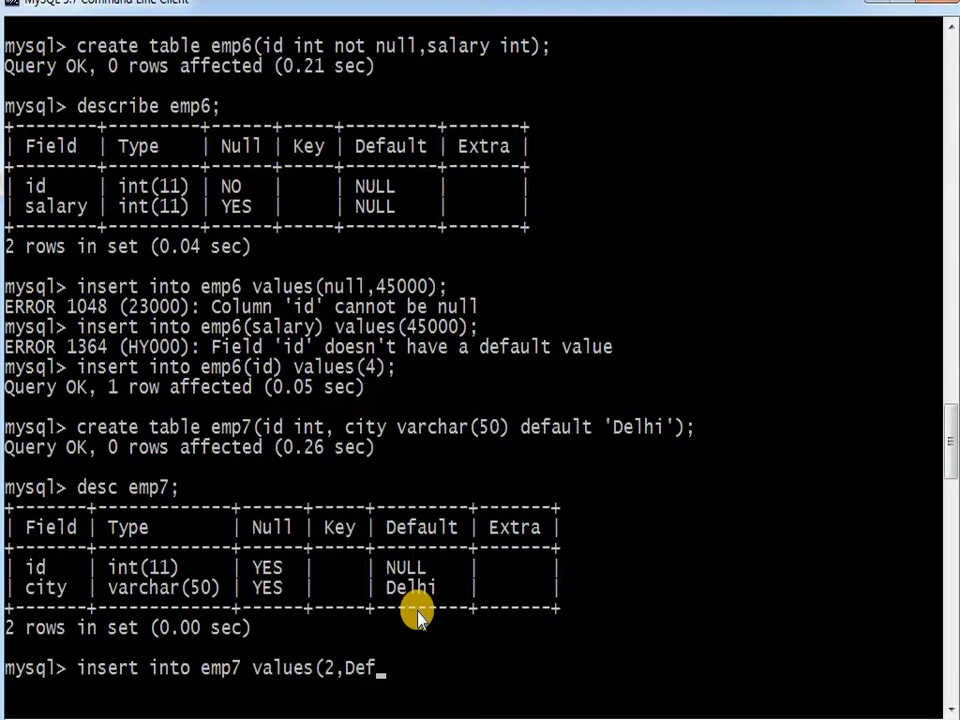 MySQL 5.7 Command Line Client
mysql> create table emp6(id int not null,salary int);
Query OK, 0 rows affected (0.21 sec)
mysql> describe emp6;
+--------+---------+------+-----+---------+-------+
| Field | Type | Null | Key | Default | Extra |
+--------+---------+------+-----+---------+-------+
| id | int(11) | NO | | NULL | |
| salary | int(11) | YES | | NULL | |
+--------+---------+------+-----+---------+-------+
2 rows in set (0.04 sec)
mysql> insert into emp6 values(null,45000);
ERROR 1048 (23000): Column 'id' cannot be null
mysql> insert into emp6(salary) values(45000);
ERROR 1364 (HY000): Field 'id' doesn't have a default value
mysql> insert into emp6(id) values(4);
Query OK, 1 row affected (0.05 sec)
mysql> create table emp7(id int, city varchar(50) default 'Delhi');
Query OK, 0 rows affected (0.26 sec)
mysql> desc emp7;
+-------+-------------+------+-----+---------+-------+
| Field | Type | Null | Key | Default | Extra |
+-------+-------------+------+-----+---------+-------+
| id | int(11) | YES | | NULL | |
| city | varchar(50) | YES | | Delhi | |
+-------+-------------+------+-----+---------+-------+
2 rows in set (0.00 sec)
mysql> insert into emp7 values(2,Def_